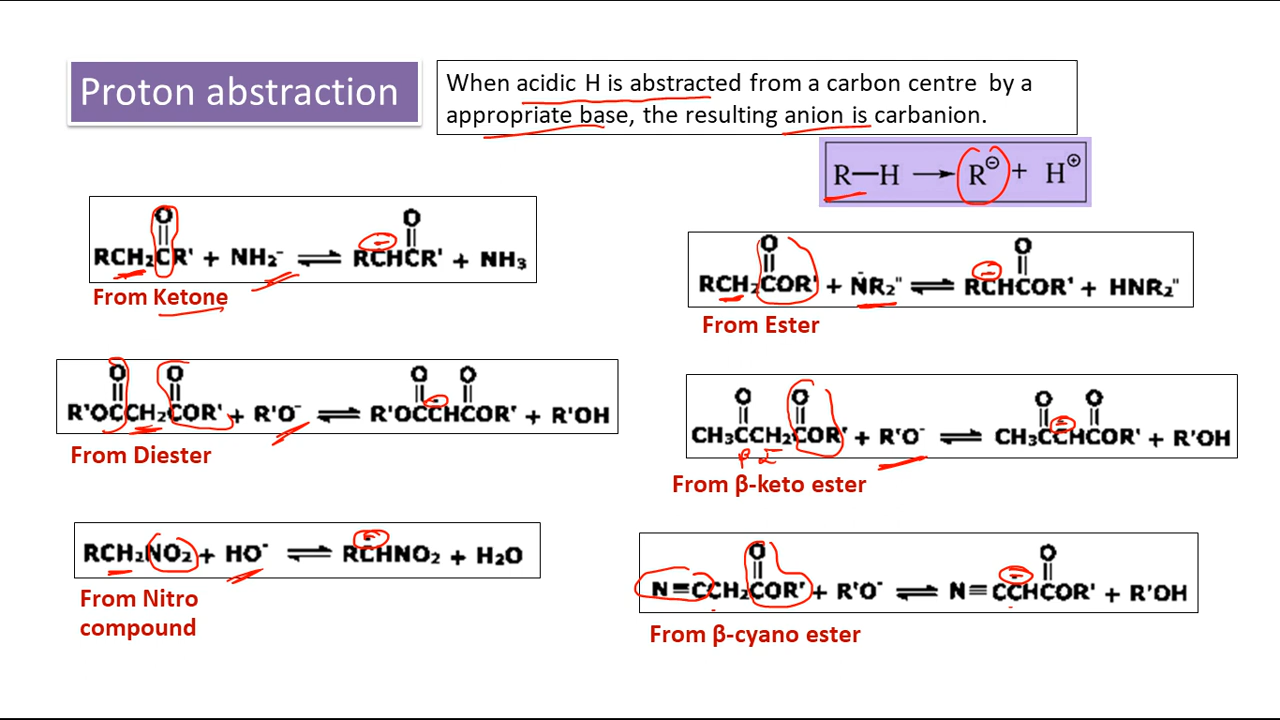 Proton abstraction
When acidic H is abstracted from a carbon centre by a
appropriate base, the resulting anion is carbanion.
R—H ⟶ R⊖ + H⊕
O O
RCH₂CR' + NH₂⁻ ⇌ RCHCR' + NH₃
From Ketone
O O
RCH₂COR' + NR₂" ⇌ RCHCOR' + HNR₂"
From Ester
O O O O
R'OCCH₂COR' + R'O⁻ ⇌ R'OCCHCOR' + R'OH
From Diester
O O O O
CH₃CCH₂COR' + R'O⁻ ⇌ CH₃CCHCOR' + R'OH
β α
From β-keto ester
RCH₂NO₂ + HO⁻ ⇌ RCHNO₂ + H₂O
From Nitro
compound
O O
N≡CCH₂COR' + R'O⁻ ⇌ N≡CCHCOR' + R'OH
From β-cyano ester